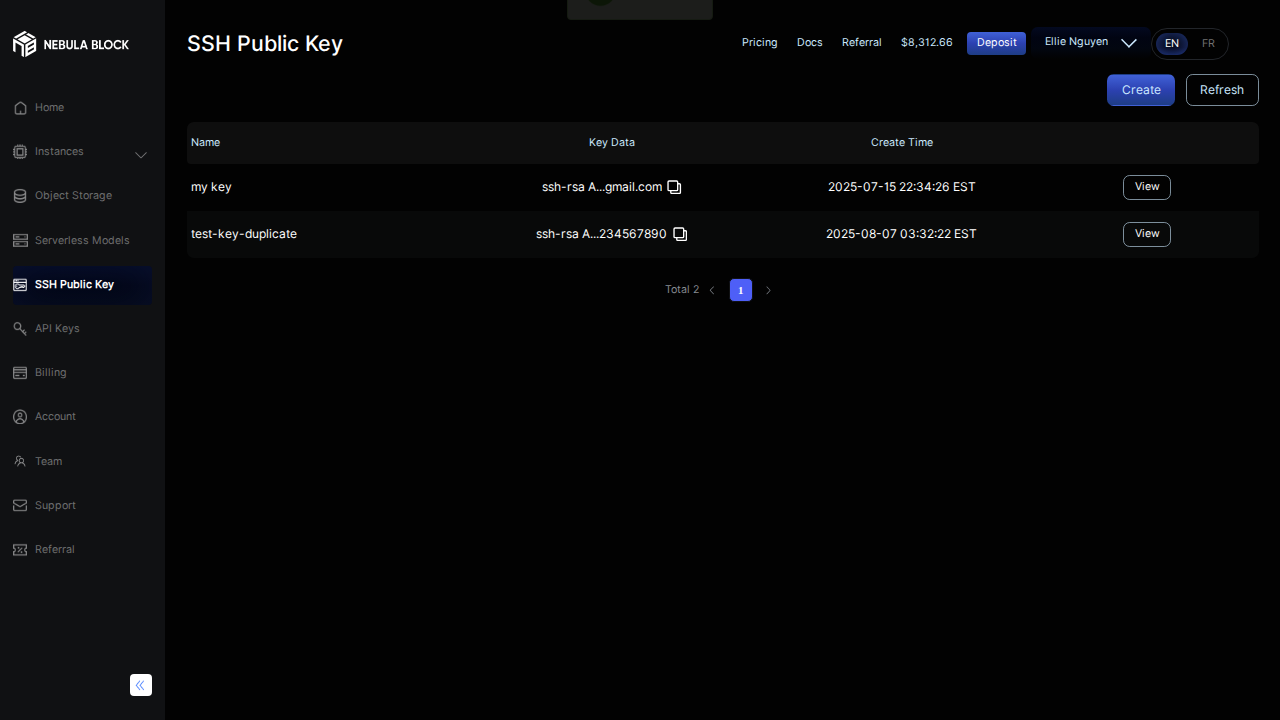 NEBULA BLOCK
SSH Public Key
Pricing Docs Referral $8,312.66 Deposit Ellie Nguyen EN FR
Create Refresh
Home
Instances
Object Storage
Serverless Models
SSH Public Key
API Keys
Billing
Account
Team
Support
Referral
Name Key Data Create Time
my key ssh-rsa A...gmail.com 2025-07-15 22:34:26 EST View
test-key-duplicate ssh-rsa A...234567890 2025-08-07 03:32:22 EST View
Total 2 1